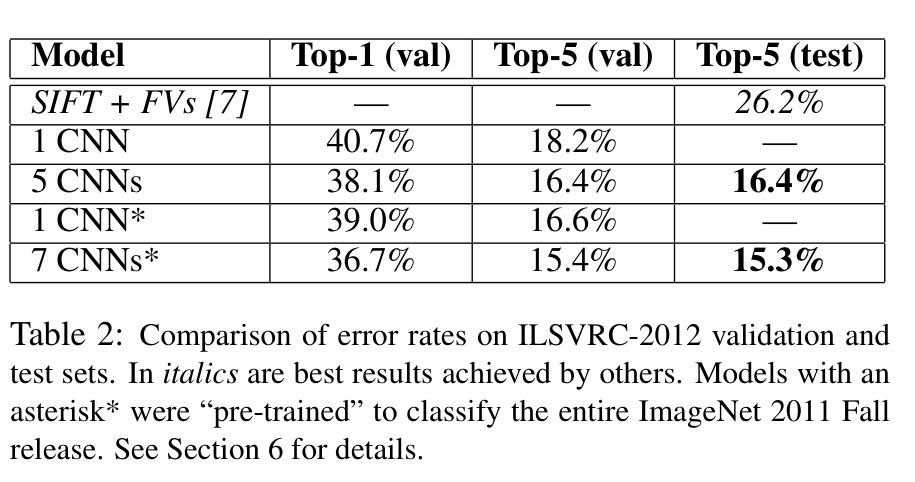 Model Top-1 (val) Top-5 (val) Top-5 (test)
SIFT + FVs [7] — — 26.2%
1 CNN 40.7% 18.2% —
5 CNNs 38.1% 16.4% 16.4%
1 CNN* 39.0% 16.6% —
7 CNNs* 36.7% 15.4% 15.3%
Table 2: Comparison of error rates on ILSVRC-2012 validation and
test sets. In italics are best results achieved by others. Models with an
asterisk* were “pre-trained” to classify the entire ImageNet 2011 Fall
release. See Section 6 for details.